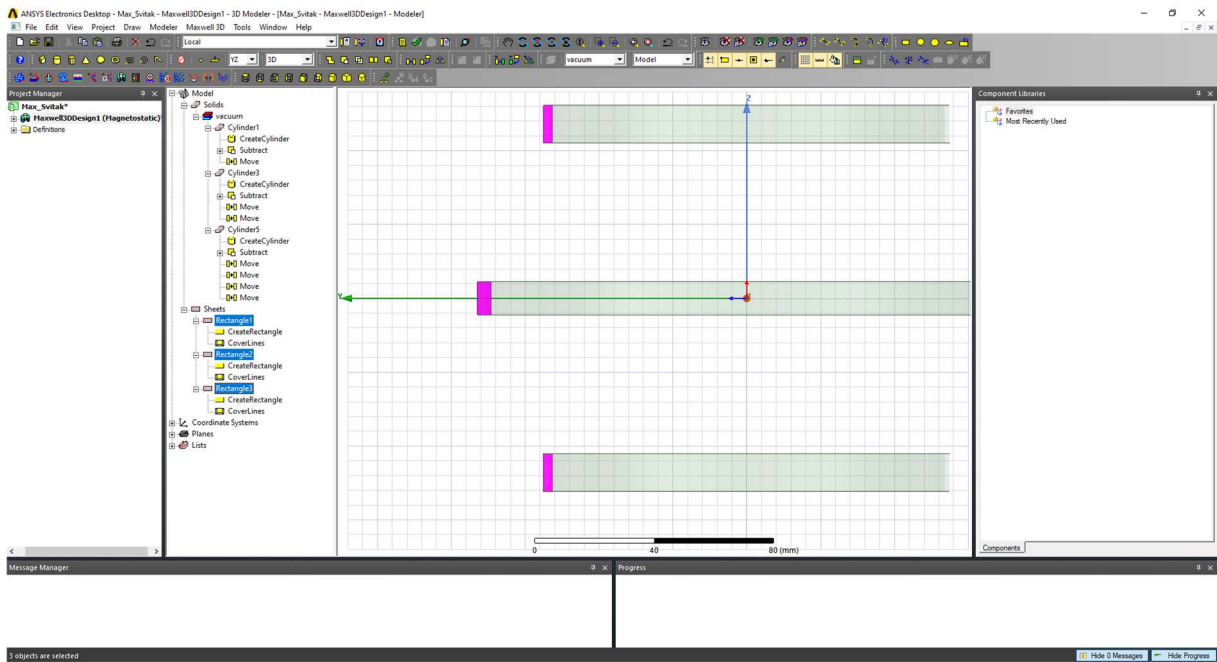 ANSYS Electronics Desktop - Max_Svitak - Maxwell3DDesign1 - 3D Modeler - [Max_Svitak - Maxwell3DDesign1 - Modeler]
File Edit View Project Draw Modeler Maxwell 3D Tools Window Help
Local
YZ 3D vacuum Model
Project Manager
Max_Svitak*
Maxwell3DDesign1 (Magnetostatic)
Definitions
Model
Solids
vacuum
Cylinder1
CreateCylinder
Subtract
Move
Cylinder3
CreateCylinder
Subtract
Move
Move
Cylinder5
CreateCylinder
Subtract
Move
Move
Move
Move
Sheets
Rectangle1
CreateRectangle
CoverLines
Rectangle2
CreateRectangle
CoverLines
Rectangle3
CreateRectangle
CoverLines
Coordinate Systems
Planes
Lists
Z
Y
0 40 80 (mm)
Component Libraries
Favorites
Most Recently Used
Components
Message Manager
Progress
3 objects are selected
Hide 0 Messages
Hide Progress